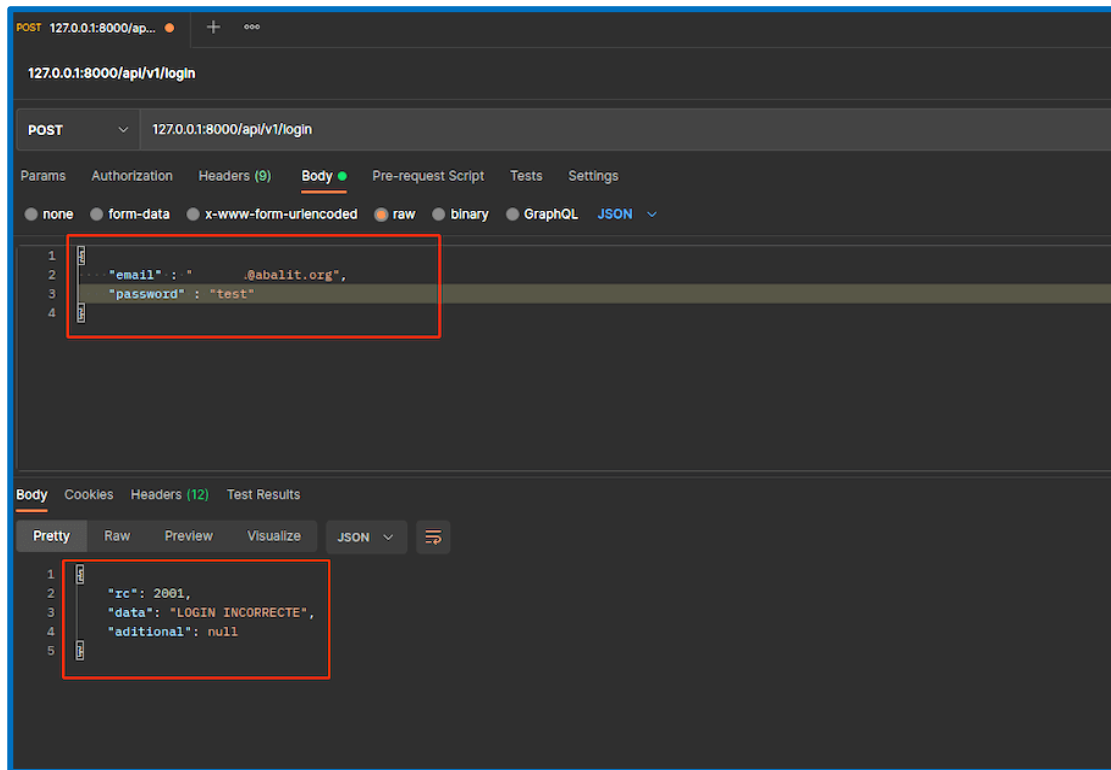 POST 127.0.0.1:8000/ap...
127.0.0.1:8000/api/v1/login
POST 127.0.0.1:8000/api/v1/login
Params Authorization Headers (9) Body Pre-request Script Tests Settings
none form-data x-www-form-urlencoded raw binary GraphQL JSON
1 {
2 "email" : " .@abalit.org",
3 "password" : "test"
4 }
Body Cookies Headers (12) Test Results
Pretty Raw Preview Visualize JSON
1 {
2 "rc": 2001,
3 "data": "LOGIN INCORRECTE",
4 "aditional": null
5 }